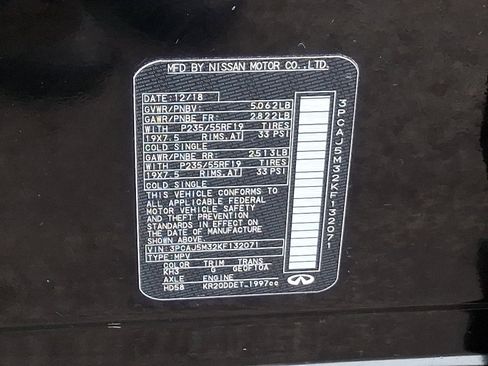 MFD BY NISSAN MOTOR CO.,LTD.
DATE: 12/18
GVWR/PNBV: 5,062LB
GAWR/PNBE FR: 2822LB
WITH P235/55RF19 TIRES
19X7.5 RIMS.AT 33 PSI
COLD SINGLE
GAWR/PNBE RR: 2513LB
WITH P235/55RF19 TIRES
19X7.5 RIMS.AT 33 PSI
COLD SINGLE
THIS VEHICLE CONFORMS TO
ALL APPLICABLE FEDERAL
MOTOR VEHICLE SAFETY
AND THEFT PREVENTION
STANDARDS IN EFFECT ON
THE DATE OF MANUFACTURE
SHOWN ABOVE.
VIN: 3PCAJ5M32KF132071
TYPE: MPV
COLOR TRIM TRANS
KH3 G GE0F10A
AXLE ENGINE
HD58 KR20DDET 1997cc
3PCAJ5M32KF132071